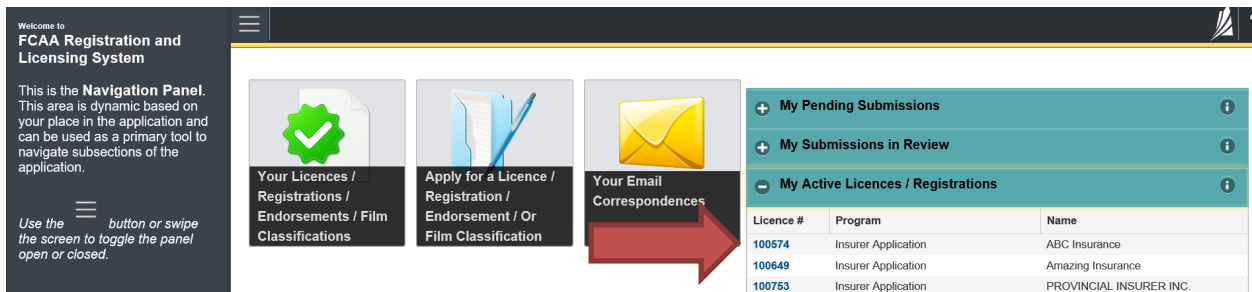 Welcome to
FCAA Registration and
Licensing System
This is the Navigation Panel.
This area is dynamic based on
your place in the application and
can be used as a primary tool to
navigate subsections of the
application.
Use the button or swipe
the screen to toggle the panel
open or closed.
Your Licences /
Registrations /
Endorsements / Film
Classifications
Apply for a Licence /
Registration /
Endorsement / Or
Film Classification
Your Email
Correspondences
My Pending Submissions
My Submissions in Review
My Active Licences / Registrations
Licence # Program Name
100574 Insurer Application ABC Insurance
100649 Insurer Application Amazing Insurance
100753 Insurer Application PROVINCIAL INSURER INC.